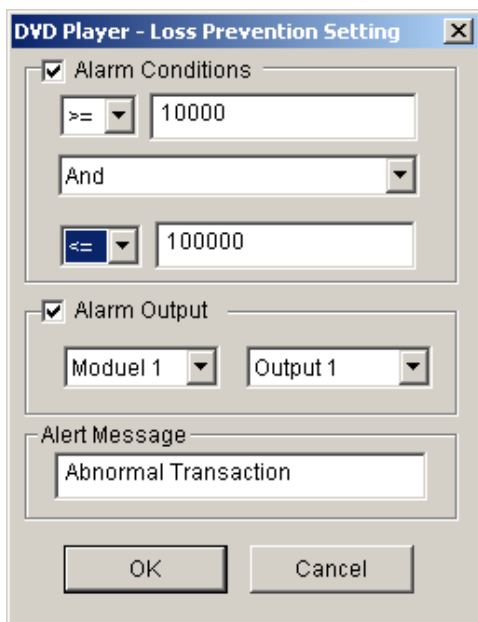 DVD Player - Loss Prevention Setting
Alarm Conditions
>= 10000
And
<= 100000
Alarm Output
Moduel 1 Output 1
Alert Message
Abnormal Transaction
OK Cancel